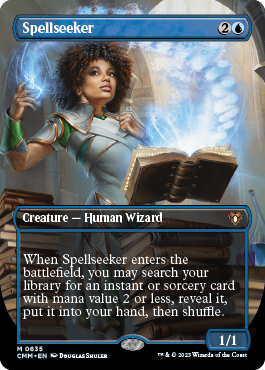 Spellseeker 2
Creature — Human Wizard
When Spellseeker enters the
battlefield, you may search your
library for an instant or sorcery card
with mana value 2 or less, reveal it,
put it into your hand, then shuffle.
1/1
M 0635
CMM • EN Douglas Shuler
™ & © 2023 Wizards of the Coast